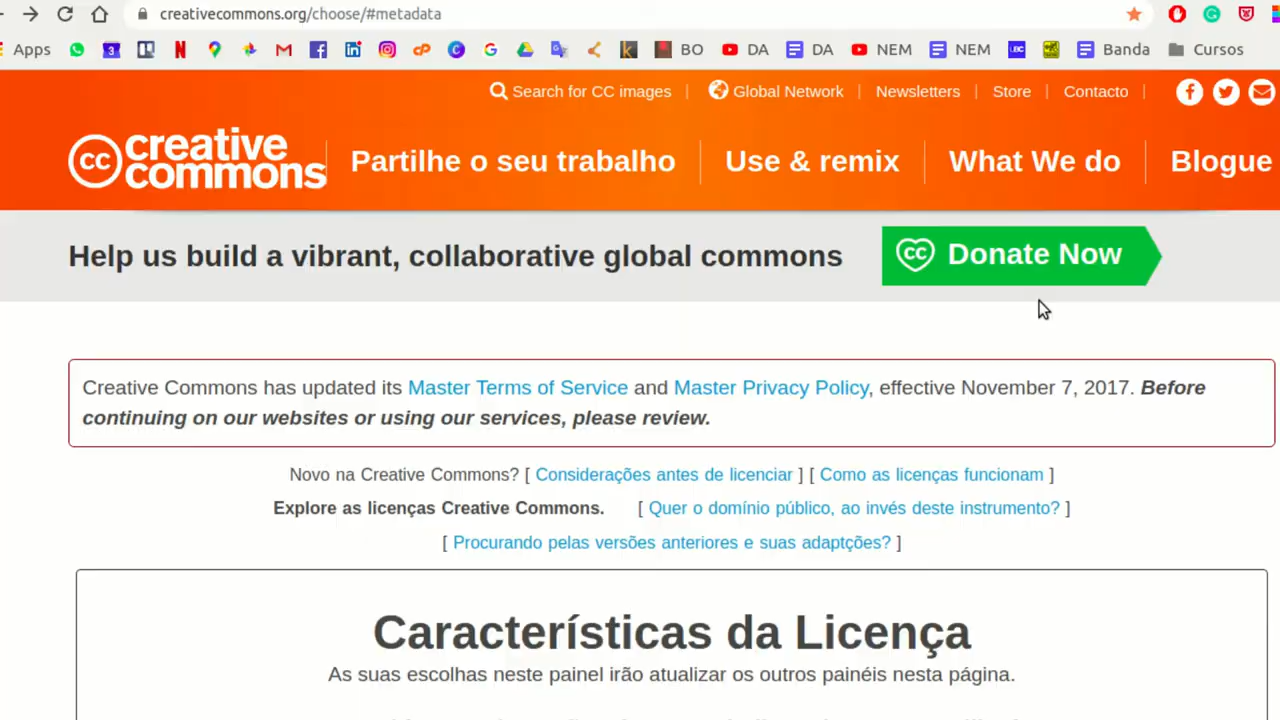 creativecommons.org/choose/#metadata
Apps BO DA DA NEM NEM UBC Banda Cursos
Search for CC images | Global Network | Newsletters | Store | Contacto |
cc creative commons Partilhe o seu trabalho Use & remix What We do Blogue
Help us build a vibrant, collaborative global commons cc Donate Now
Creative Commons has updated its Master Terms of Service and Master Privacy Policy, effective November 7, 2017. Before
continuing on our websites or using our services, please review.
Novo na Creative Commons? [ Considerações antes de licenciar ] [ Como as licenças funcionam ]
Explore as licenças Creative Commons. [ Quer o domínio público, ao invés deste instrumento? ]
[ Procurando pelas versões anteriores e suas adaptções? ]
Características da Licença
As suas escolhas neste painel irão atualizar os outros painéis nesta página.